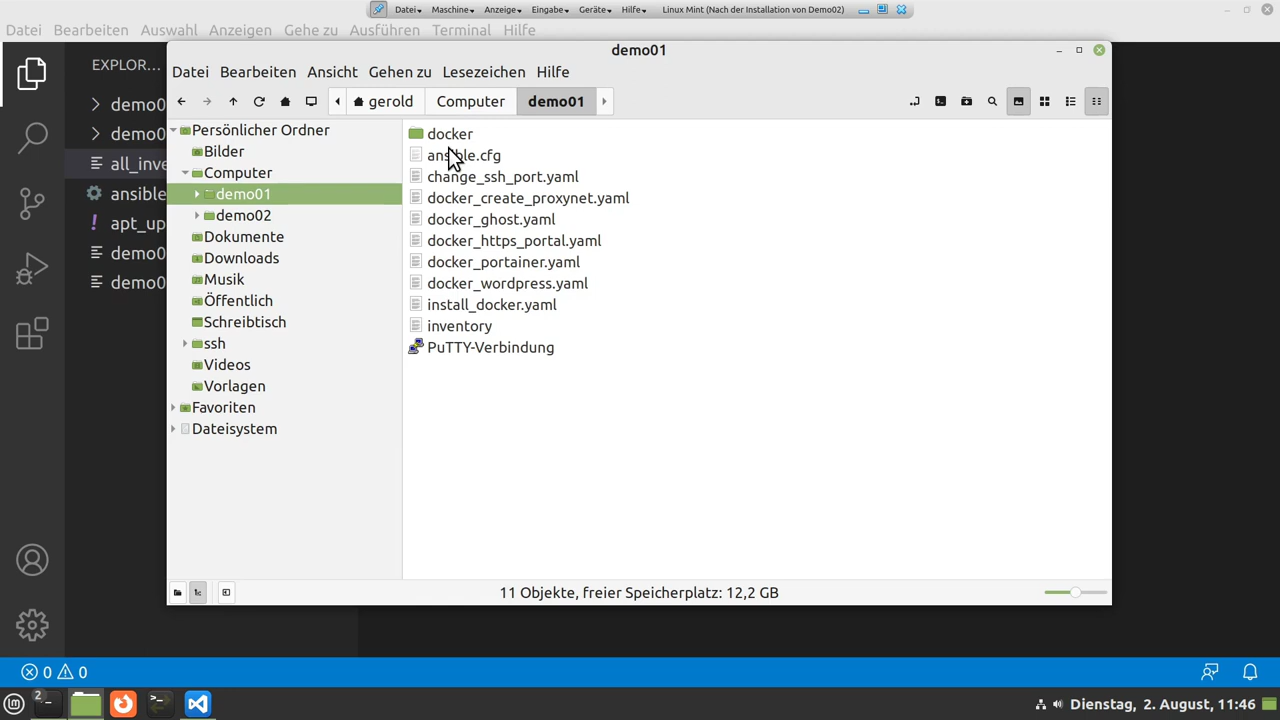 Datei Maschine Anzeige Eingabe Geräte Hilfe Linux Mint (Nach der Installation von Demo02)
Datei Bearbeiten Auswahl Anzeigen Gehe zu Ausführen Terminal Hilfe
demo01
EXPLOR...
Datei Bearbeiten Ansicht Gehen zu Lesezeichen Hilfe
gerold Computer demo01
demo0
demo0
all_inve
ansible
apt_up
demo0
demo0
Persönlicher Ordner
Bilder
Computer
demo01
demo02
Dokumente
Downloads
Musik
Öffentlich
Schreibtisch
ssh
Videos
Vorlagen
Favoriten
Dateisystem
docker
ansible.cfg
change_ssh_port.yaml
docker_create_proxynet.yaml
docker_ghost.yaml
docker_https_portal.yaml
docker_portainer.yaml
docker_wordpress.yaml
install_docker.yaml
inventory
PuTTY-Verbindung
11 Objekte, freier Speicherplatz: 12,2 GB
0 0
2
Dienstag, 2. August, 11:46